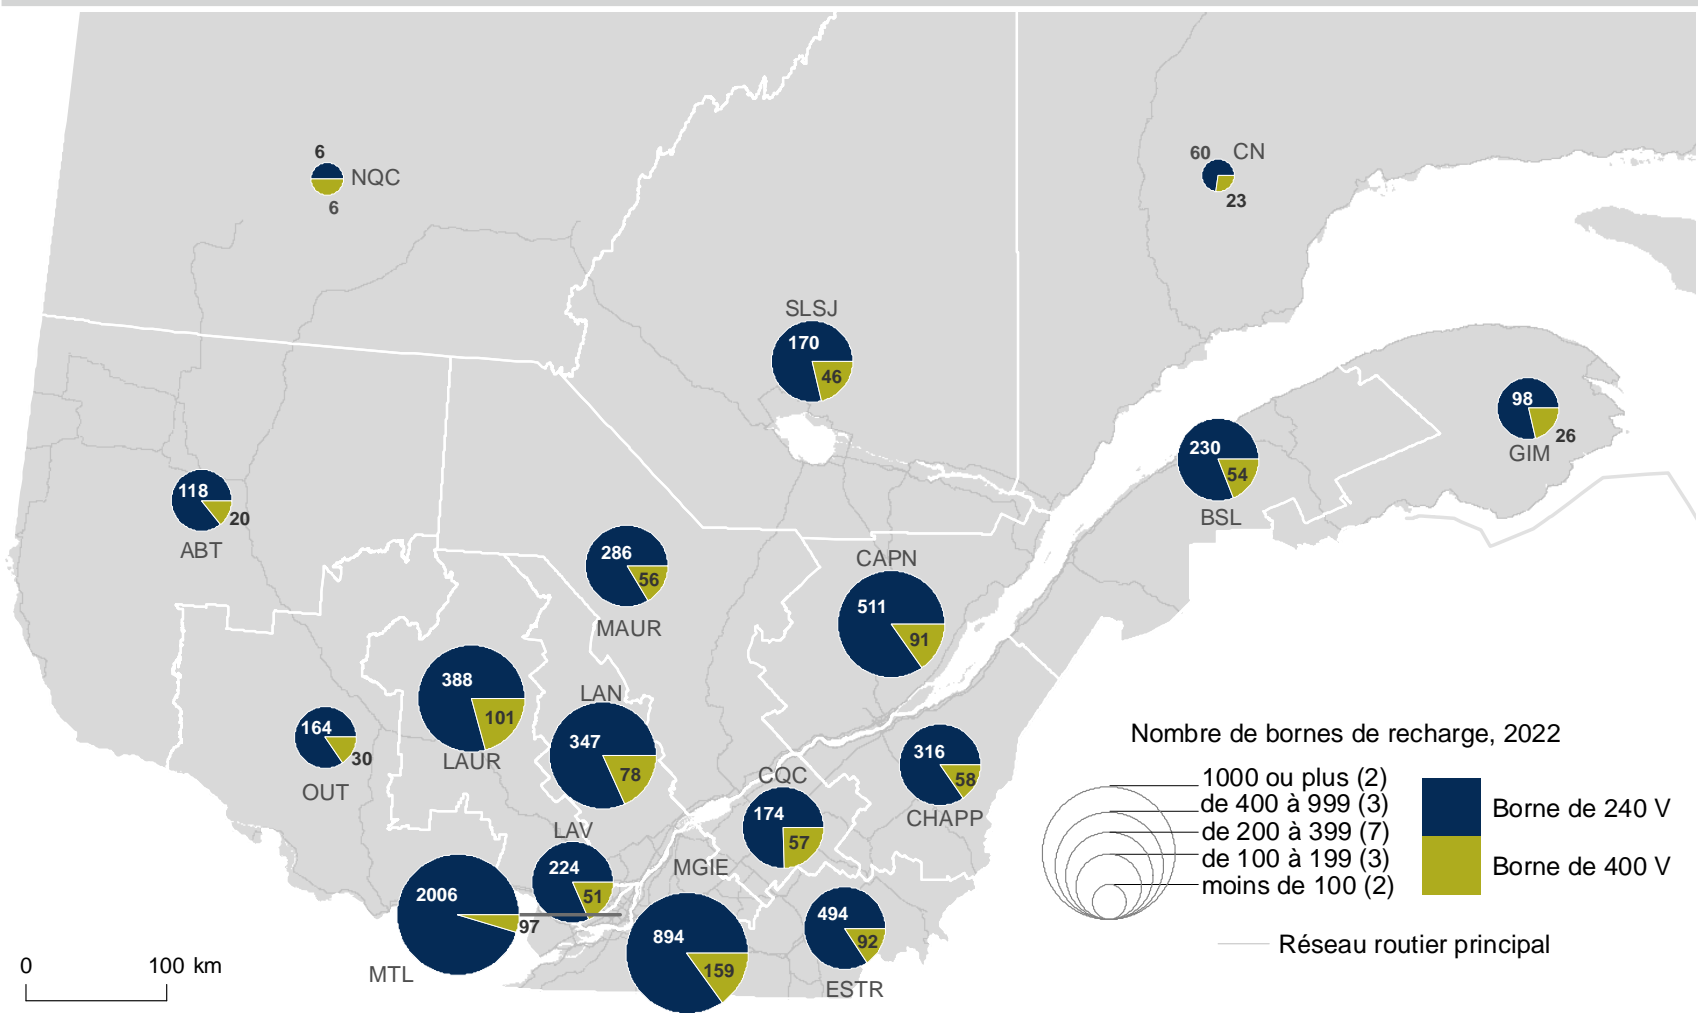 6
NQC
6
60
CN
23
SLSJ
170
46
98
26
GIM
230
54
BSL
118
20
ABT
286
56
MAUR
CAPN
511
91
388
101
LAUR
LAN
347
78
164
30
OUT
316
58
CHAPP
CQC
174
57
LAV
224
51
MGIE
894
159
2006
97
MTL
494
92
ESTR
Nombre de bornes de recharge, 2022
1000 ou plus (2)
de 400 à 999 (3)
de 200 à 399 (7)
de 100 à 199 (3)
moins de 100 (2)
Borne de 240 V
Borne de 400 V
Réseau routier principal
0 100 km